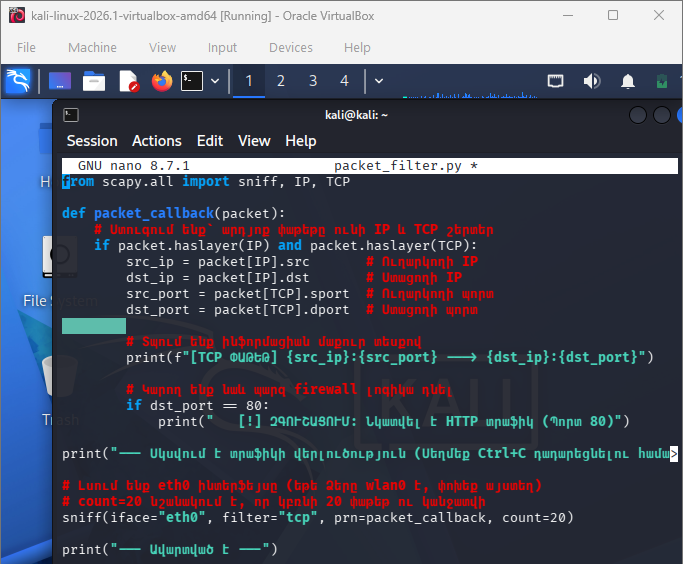 kali-linux-2026.1-virtualbox-amd64 [Running] - Oracle VirtualBox
File Machine View Input Devices Help
1 2 3 4
kali@kali: ~
Session Actions Edit View Help
GNU nano 8.7.1 packet_filter.py *
from scapy.all import sniff, IP, TCP
def packet_callback(packet):
# Ստուգում ենք՝ արդյոք փաթեթը ունի IP և TCP շերտեր
if packet.haslayer(IP) and packet.haslayer(TCP):
src_ip = packet[IP].src # Ուղարկողի IP
dst_ip = packet[IP].dst # Ստացողի IP
src_port = packet[TCP].sport # Ուղարկողի պորտ
dst_port = packet[TCP].dport # Ստացողի պորտ
# Տպում ենք ինֆորմացիան մաքուր տեսքով
print(f"[TCP ՓԱԹԵԹ] {src_ip}:{src_port} ---> {dst_ip}:{dst_port}")
# Կարող ենք նաև պարզ firewall լոգիկա դնել
if dst_port == 80:
print("   [!] ԶԳՈՒՇԱՑՈՒՄ: Նկատվել է HTTP տրաֆիկ (Պորտ 80)")
print("--- Սկսվում է տրաֆիկի վերլուծություն (Սեղմեք Ctrl+C դադարեցնելու համա>
# Լսում ենք eth0 ինտերֆեյսը (եթե Ձերը wlan0 է, փոխեք այստեղ)
# count=20 նշանակում է, որ կբռնի 20 փաթեթ ու կանջատվի
sniff(iface="eth0", filter="tcp", prn=packet_callback, count=20)
print("--- Ավարտված է ---")
File System
Trash